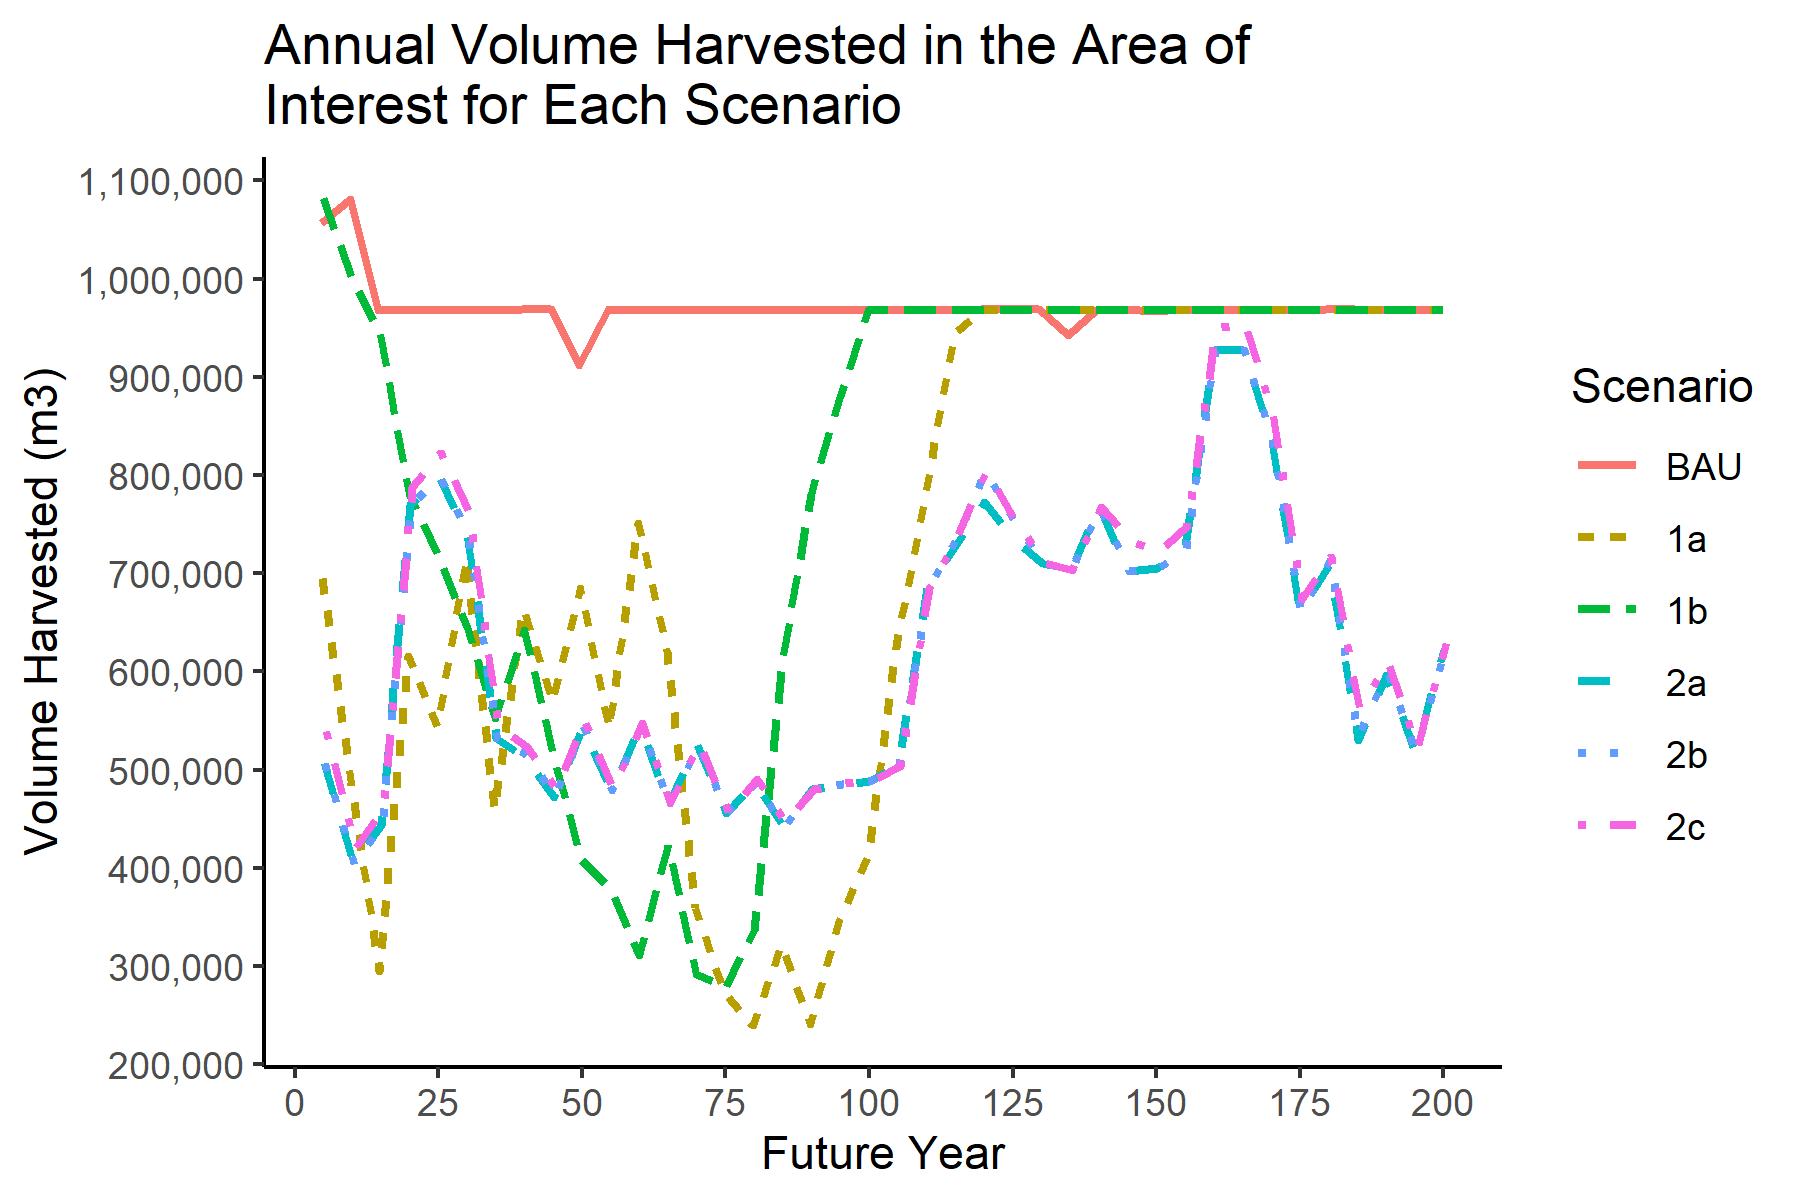 Annual Volume Harvested in the Area of
Interest for Each Scenario
Volume Harvested (m3)
1,100,000
1,000,000
900,000
800,000
700,000
600,000
500,000
400,000
300,000
200,000
0 25 50 75 100 125 150 175 200
Future Year
Scenario
BAU
1a
1b
2a
2b
2c